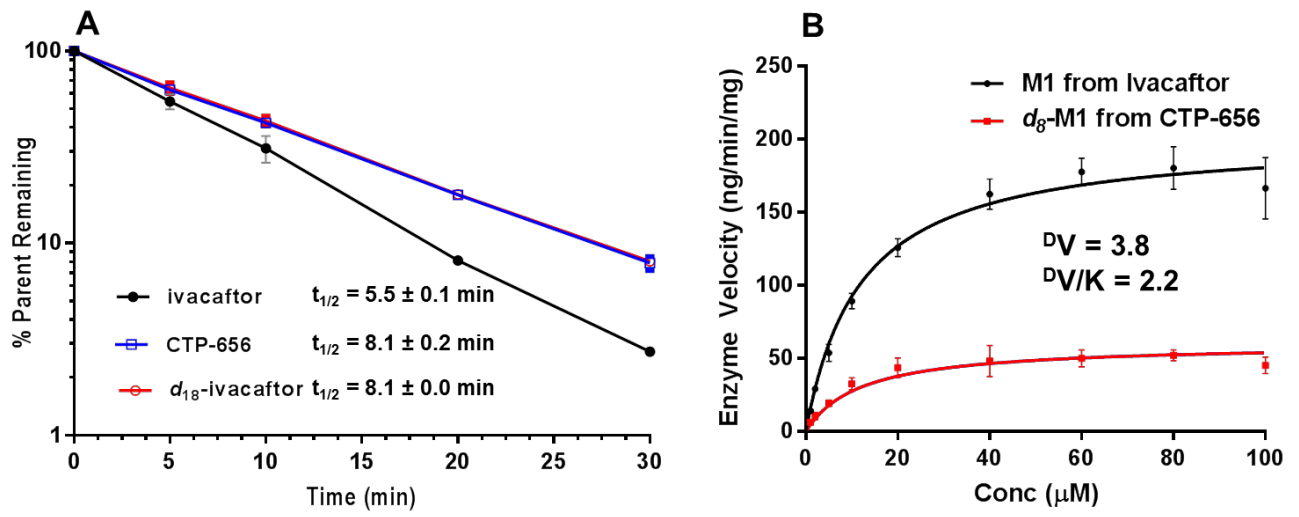 A
% Parent Remaining
100
10
1
ivacaftor t1/2 = 5.5 ± 0.1 min
CTP-656 t1/2 = 8.1 ± 0.2 min
d18-ivacaftor t1/2 = 8.1 ± 0.0 min
0 5 10 15 20 25 30
Time (min)
B
Enzyme Velocity (ng/min/mg)
250
200
150
100
50
0
M1 from Ivacaftor
d8-M1 from CTP-656
DV = 3.8
DV/K = 2.2
0 20 40 60 80 100
Conc (μM)